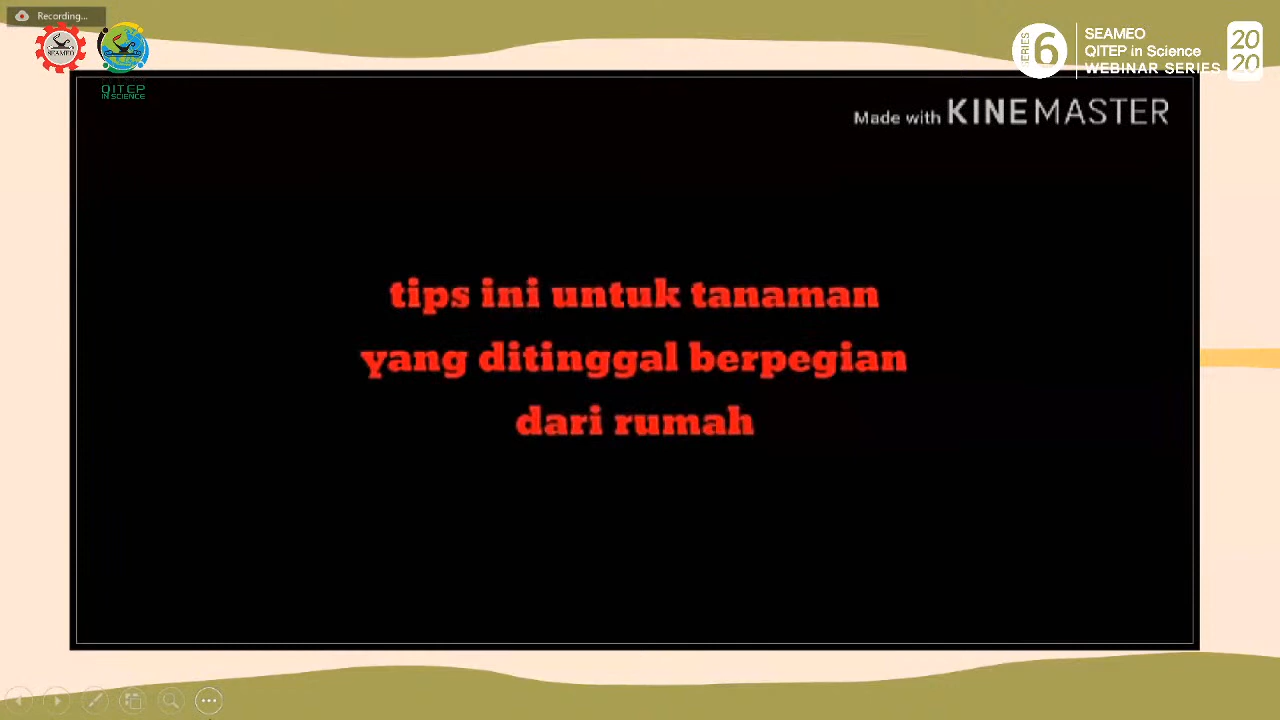 Recording...
SEAMEO
QITEP
IN SCIENCE
SERIES
6
SEAMEO
QITEP in Science
WEBINAR SERIES
20
20
Made with KINEMASTER
tips ini untuk tanaman
yang ditinggal berpegian
dari rumah